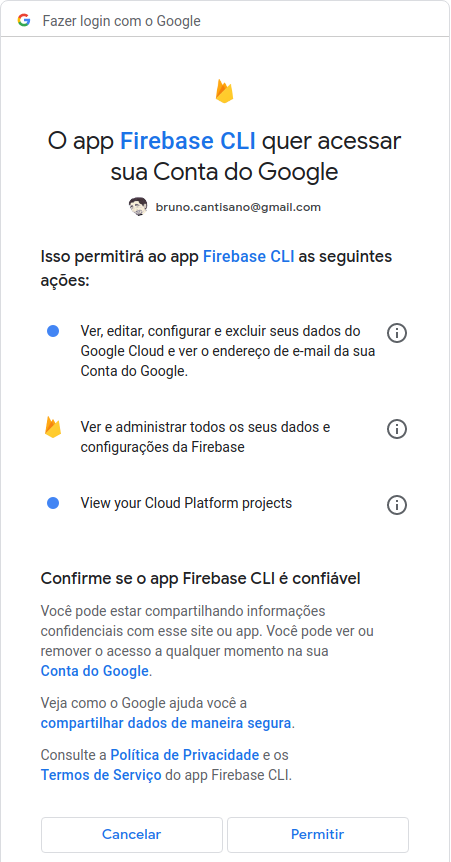 Fazer login com o Google
O app Firebase CLI quer acessar
sua Conta do Google
bruno.cantisano@gmail.com
Isso permitirá ao app Firebase CLI as seguintes
ações:
Ver, editar, configurar e excluir seus dados do
Google Cloud e ver o endereço de e-mail da sua
Conta do Google.
Ver e administrar todos os seus dados e
configurações da Firebase
View your Cloud Platform projects
Confirme se o app Firebase CLI é confiável
Você pode estar compartilhando informações
confidenciais com esse site ou app. Você pode ver ou
remover o acesso a qualquer momento na sua
Conta do Google.
Veja como o Google ajuda você a
compartilhar dados de maneira segura.
Consulte a Política de Privacidade e os
Termos de Serviço do app Firebase CLI.
Cancelar
Permitir